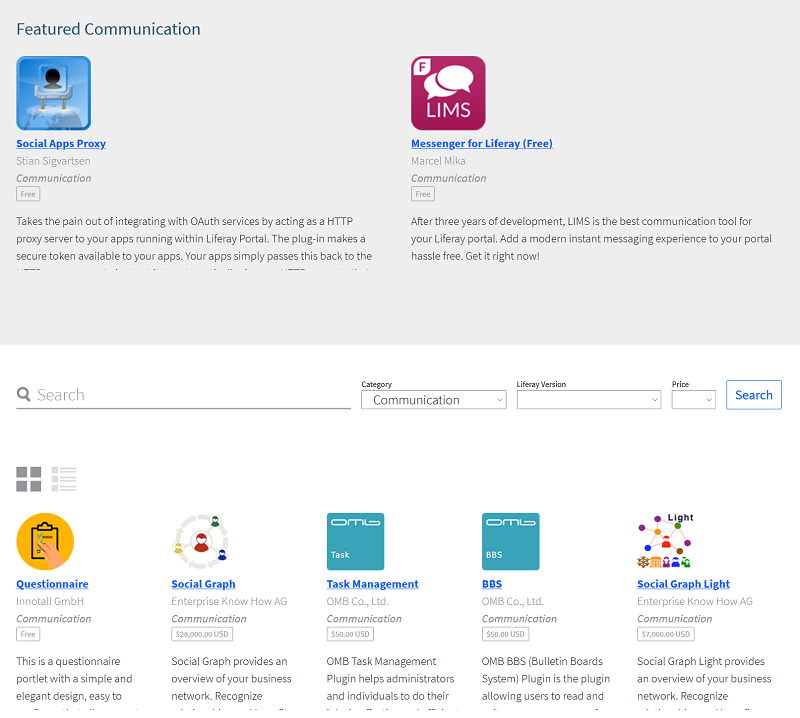 Featured Communication
F
LIMS
Social Apps Proxy
Stian Sigvartsen
Communication
Free
Takes the pain out of integrating with OAuth services by acting as a HTTP
proxy server to your apps running within Liferay Portal. The plug-in makes a
secure token available to your apps. Your apps simply passes this back to the
Messenger for Liferay (Free)
Marcel Mika
Communication
Free
After three years of development, LIMS is the best communication tool for
your Liferay portal. Add a modern instant messaging experience to your portal
hassle free. Get it right now!
Search
Category
Communication
Liferay Version
Price
Search
Questionnaire
Innotall GmbH
Communication
Free
This is a questionnaire
portlet with a simple and
elegant design, easy to
Social Graph
Enterprise Know How AG
Communication
$28,000.00 USD
Social Graph provides an
overview of your business
network. Recognize
OMB
Task
Task Management
OMB Co., Ltd.
Communication
$50.00 USD
OMB Task Management
Plugin helps administrators
and individuals to do their
OMB
BBS
BBS
OMB Co., Ltd.
Communication
$50.00 USD
OMB BBS (Bulletin Boards
System) Plugin is the plugin
allowing users to read and
Light
Social Graph Light
Enterprise Know How AG
Communication
$7,000.00 USD
Social Graph Light provides
an overview of your business
network. Recognize